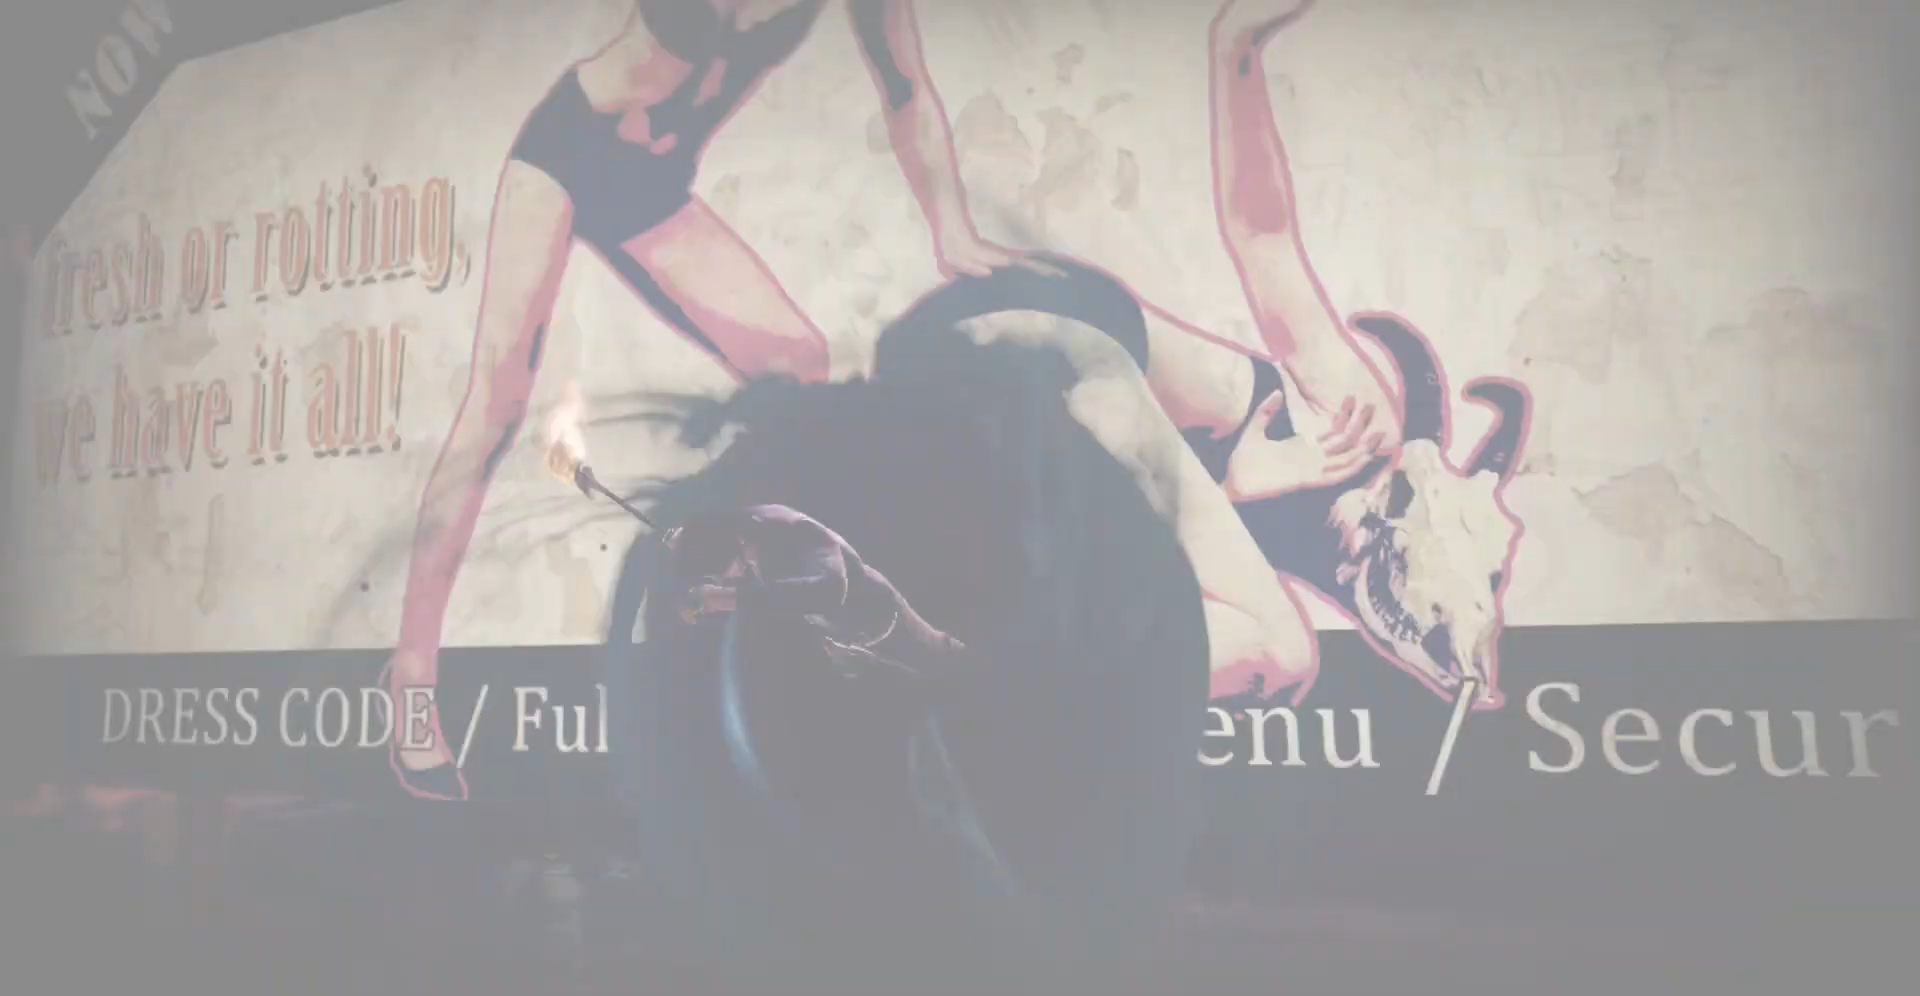 NOW
fresh or rotting,
we have it all!
DRESS CODE / Ful
enu / Secur